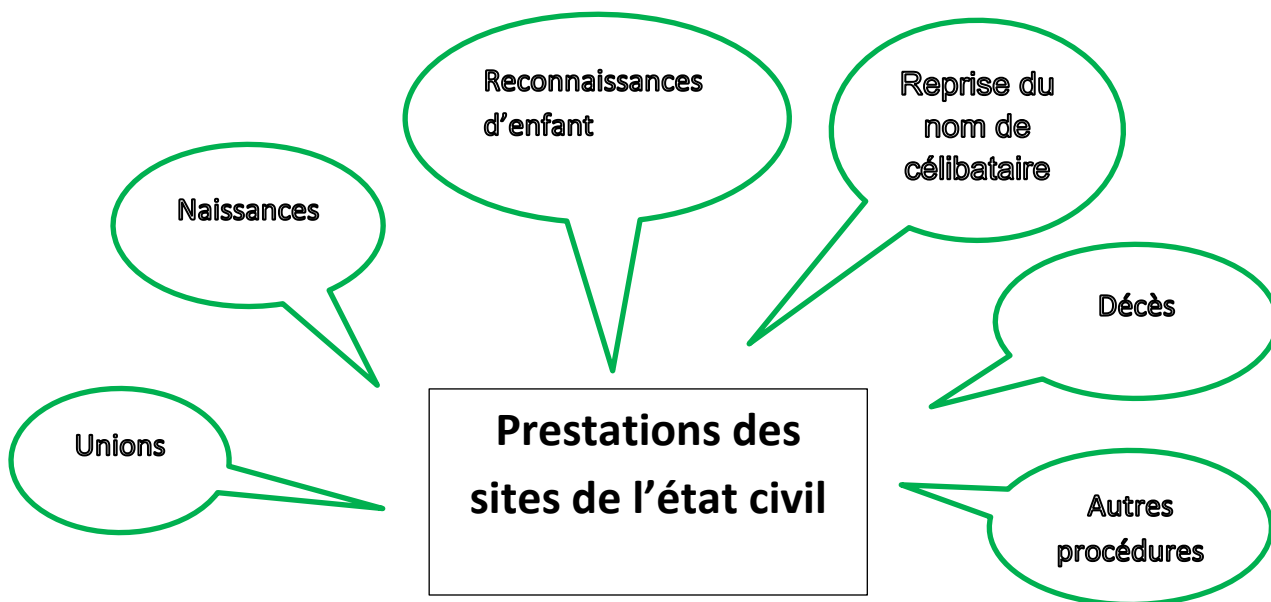 Reconnaissances
d’enfant
Reprise du
nom de
célibataire
Naissances
Décès
Unions
Prestations des
sites de l’état civil
Autres
procédures